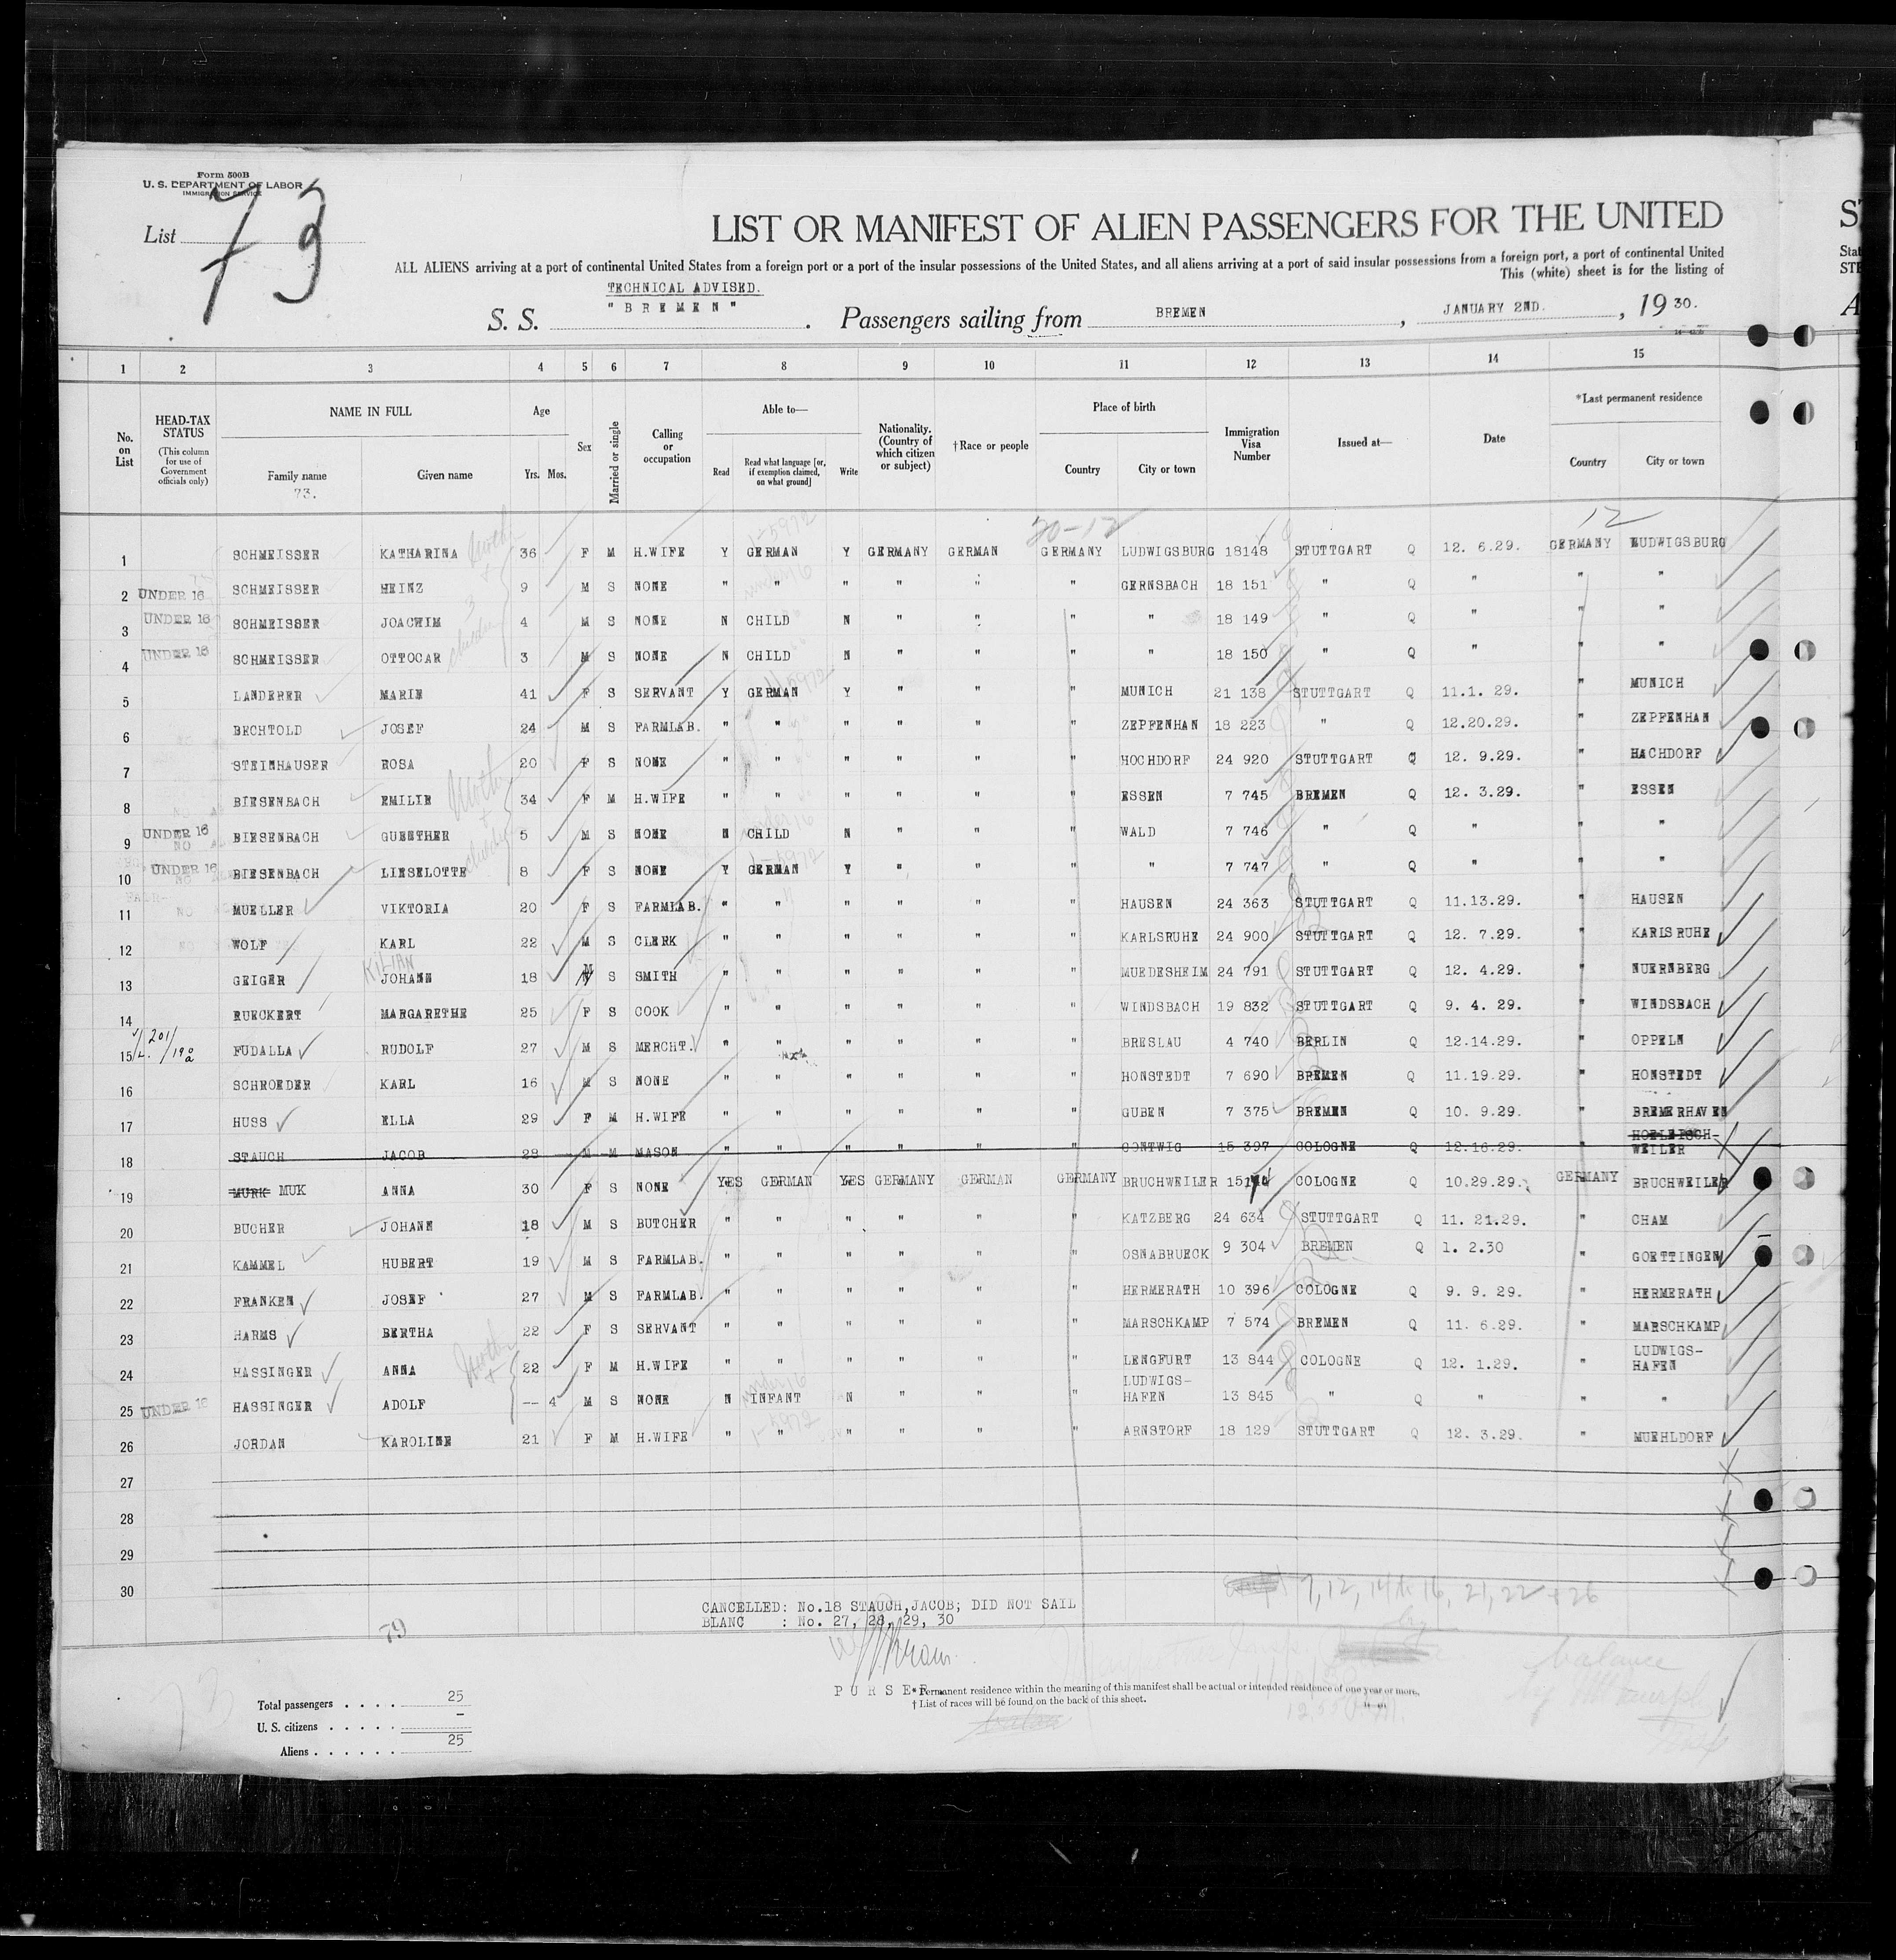 Form 500B
U. S. DEPARTMENT OF LABOR
IMMIGRATION SERVICE
List 73
LIST OR MANIFEST OF ALIEN PASSENGERS FOR THE UNITED
ALL ALIENS arriving at a port of continental United States from a foreign port or a port of the insular possessions of the United States, and all aliens arriving at a port of said insular possessions from a foreign port, a port of continental United
This (white) sheet is for the listing of
TECHNICAL ADVISED.
S. S. "BREMEN". Passengers sailing from BREMEN, JANUARY 2ND., 1930.
1 2 3 4 5 6 7 8 9 10 11 12 13 14 15
No. on List HEAD-TAX STATUS (This column for use of Government officials only) NAME IN FULL Family name Given name Age Yrs. Mos. Sex Married or single Calling or occupation Able to— Read Read what language [or, if exemption claimed, on what ground] Write Nationality. (Country of which citizen or subject) †Race or people Place of birth Country City or town Immigration Visa Number Issued at— Date *Last permanent residence Country City or town
73.
20-12 12
1 SCHMEISSER KATHARINA 36 F M H.WIFE Y GERMAN Y GERMANY GERMAN GERMANY LUDWIGSBURG 18148 STUTTGART Q 12. 6.29. GERMANY LUDWIGSBURG
2 UNDER 16 SCHMEISSER HEINZ 9 M S NONE " " " " " " GERNSBACH 18 151 " Q " " "
3 UNDER 16 SCHMEISSER JOACHIM 4 M S NONE N CHILD N " " " " 18 149 " Q " " "
4 UNDER 16 SCHMEISSER OTTOCAR 3 M S NONE N CHILD N " " " " 18 150 " Q " " "
5 LANDERER MARIE 41 F S SERVANT Y GERMAN Y " " " MUNICH 21 138 STUTTGART Q 11.1. 29. " MUNICH
6 BECHTOLD JOSEF 24 M S FARMLAB. " " " " " " ZEPFENHAN 18 223 " Q 12.20.29. " ZEPFENHAN
7 STEINHAUSER ROSA 20 F S NONE " " " " " " HOCHDORF 24 920 STUTTGART Q 12. 9.29. " HACHDORF
8 BIESENBACH EMILIE 34 F M H.WIFE " " " " " " ESSEN 7 745 BREMEN Q 12. 3.29. " ESSEN
9 UNDER 16 BIESENBACH GUENTHER 5 M S NONE N CHILD N " " " WALD 7 746 " Q " " "
10 UNDER 16 BIESENBACH LIESELOTTE 8 F S NONE Y GERMAN Y " " " " 7 747 " Q " " "
11 MUELLER VIKTORIA 20 F S FARMLAB. " " " " " " HAUSEN 24 363 STUTTGART Q 11.13.29. " HAUSEN
12 WOLF KARL 22 M S CLERK " " " " " " KARLSRUHE 24 900 STUTTGART Q 12. 7.29. " KARLSRUHE
KILIAN
13 GEIGER JOHANN 18 M S SMITH " " " " " " MUEDESHEIM 24 791 STUTTGART Q 12. 4.29. " NUERNBERG
14 RUECKERT MARGARETHE 25 F S COOK " " " " " " WINDSBACH 19 832 STUTTGART Q 9. 4. 29. " WINDSBACH
15 FUDALLA RUDOLF 27 M S MERCHT. " " " " " " BRESLAU 4 740 BERLIN Q 12.14.29. " OPPELN
16 SCHROEDER KARL 16 M S NONE " " " " " " HONSTEDT 7 690 BREMEN Q 11.19.29. " HONSTEDT
17 HUSS ELLA 29 F M H.WIFE " " " " " " GUBEN 7 375 BREMEN Q 10. 9.29. " BREMERHAVEN
18 STAUCH JACOB 28 M M MASON " " " " " " CONTWIG 15 397 COLOGNE Q 12.16.29. " WEILER
19 MURK MUK ANNA 30 F S NONE YES GERMAN YES GERMANY GERMAN GERMANY BRUCHWEILER COLOGNE Q 10.29.29. GERMANY BRUCHWEILER
20 BUCHER JOHANN 18 M S BUTCHER " " " " " " KATZBERG 24 634 STUTTGART Q 11. 21.29. " CHAM
21 KAMMEL HUBERT 19 M S FARMLAB. " " " " " " OSNABRUECK 9 304 BREMEN Q 1. 2.30 " GOETTINGEN
22 FRANKEN JOSEF 27 M S FARMLAB. " " " " " " HERMERATH 10 396 COLOGNE Q 9. 9. 29. " HERMERATH
23 HARMS BERTHA 22 F S SERVANT " " " " " " MARSCHKAMP 7 574 BREMEN Q 11. 6.29. " MARSCHKAMP
24 HASSINGER ANNA 22 F M H.WIFE " " " " " " LENGFURT 13 844 COLOGNE Q 12. 1.29. " LUDWIGS-HAFEN
25 UNDER 16 HASSINGER ADOLF -- 4 M S NONE N INFANT N " " " LUDWIGS-HAFEN 13 845 " Q " " "
26 JORDAN KAROLINE 21 F M H.WIFE " " " " " " ARNSTORF 18 129 STUTTGART Q 12. 3.29. " MUEHLDORF
27
28
29
30
7, 12, 14 to 16, 21, 22 + 26
CANCELLED: No.18 STAUCH,JACOB; DID NOT SAIL
BLANC : No. 27, 28, 29, 30
79
PURSER.
* Permanent residence within the meaning of this manifest shall be actual or intended residence of one year or more.
† List of races will be found on the back of this sheet.
balance
Total passengers . . . . 25
U. S. citizens . . . . . –
Aliens . . . . . . 25